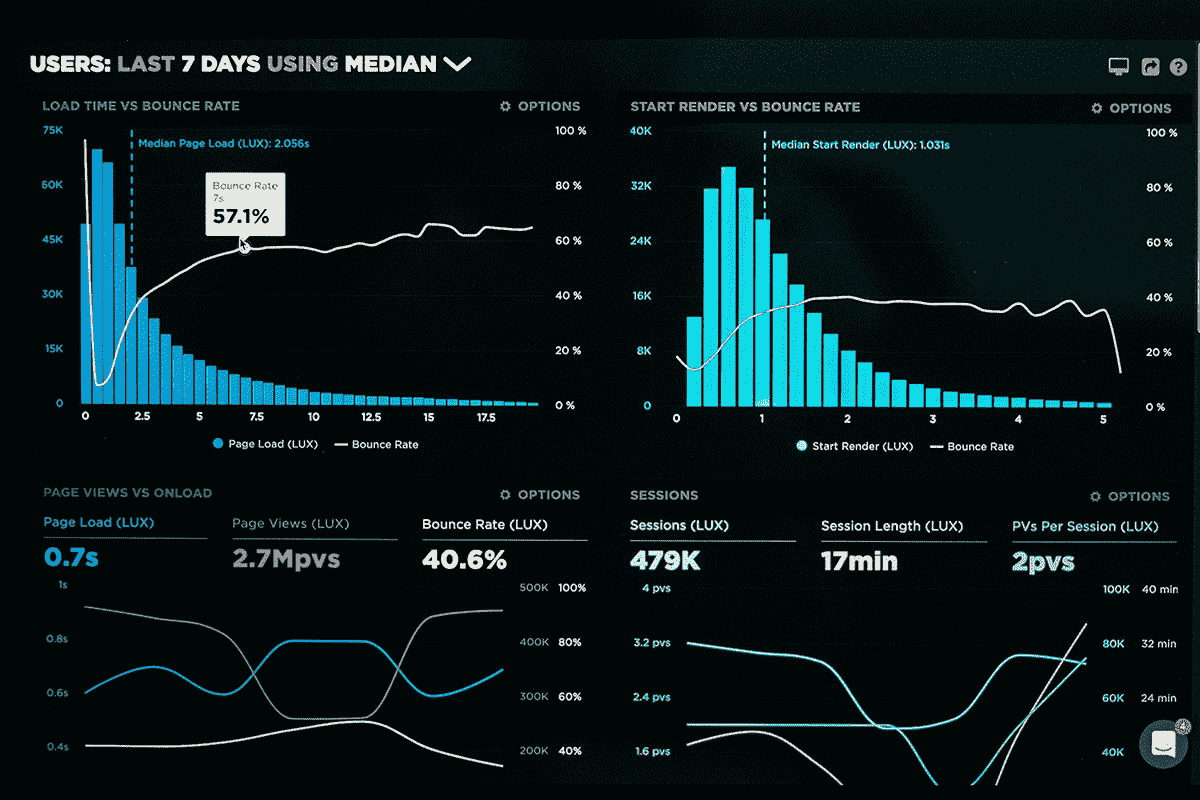 USERS: LAST 7 DAYS USING MEDIAN
LOAD TIME VS BOUNCE RATE
OPTIONS
75K
60K
45K
30K
15K
0
100 %
80 %
60 %
40 %
20 %
0 %
Median Page Load (LUX): 2.056s
Bounce Rate
7s
57.1%
0 2.5 5 7.5 10 12.5 15 17.5
Page Load (LUX) Bounce Rate
START RENDER VS BOUNCE RATE
OPTIONS
40K
32K
24K
16K
8K
0
100 %
80 %
60 %
40 %
20 %
0 %
Median Start Render (LUX): 1.031s
0 1 2 3 4 5
Start Render (LUX) Bounce Rate
PAGE VIEWS VS ONLOAD
OPTIONS
Page Load (LUX)
0.7s
Page Views (LUX)
2.7Mpvs
Bounce Rate (LUX)
40.6%
1s
0.8s
0.6s
0.4s
500K 100%
400K 80%
300K 60%
200K 40%
SESSIONS
OPTIONS
Sessions (LUX)
479K
Session Length (LUX)
17min
PVs Per Session (LUX)
2pvs
4 pvs
3.2 pvs
2.4 pvs
1.6 pvs
100K 40 min
80K 32 min
60K 24 min
40K
4